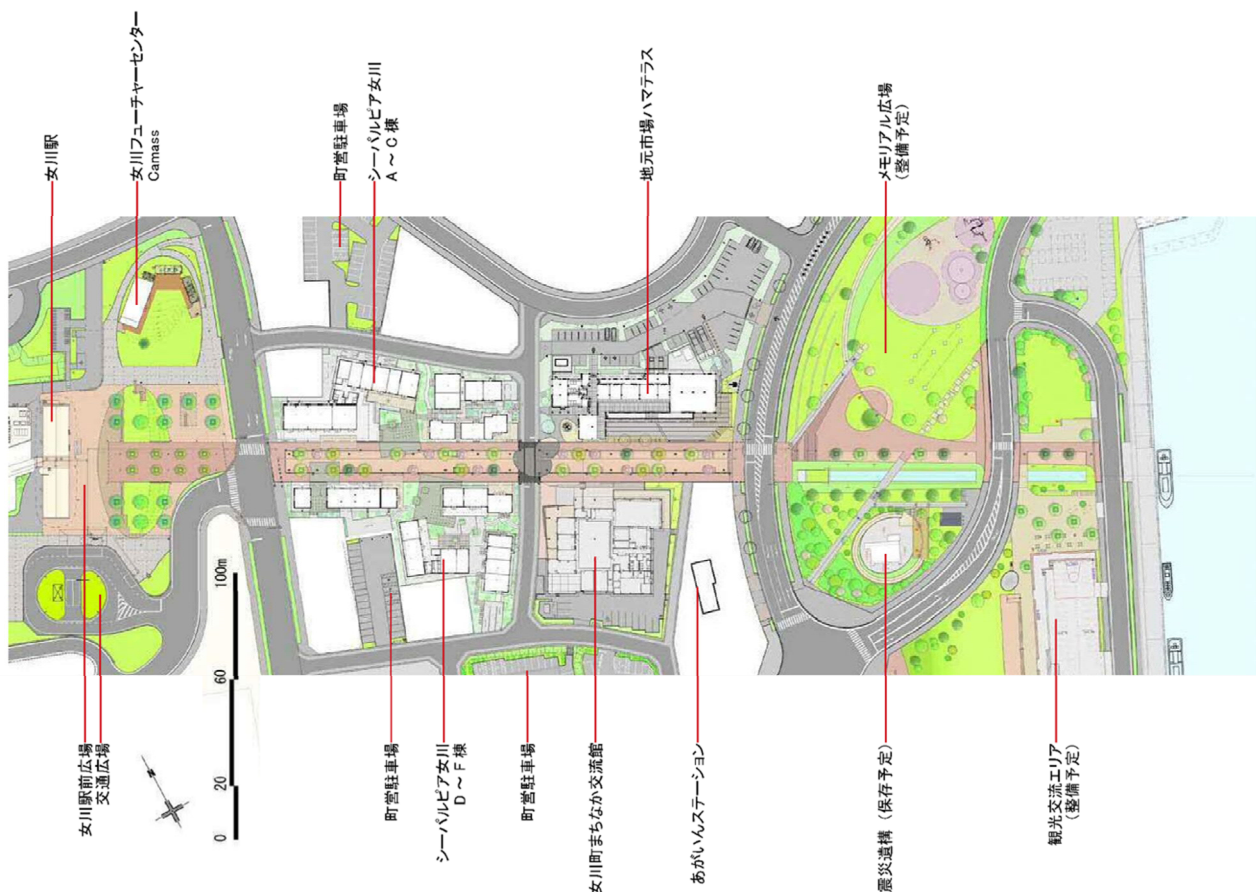 女川駅
女川フューチャーセンター
Camass
町営駐車場
シーパルピア女川
A～C棟
地元市場ハマテラス
メモリアル広場
（整備予定）
女川駅前広場
交通広場
町営駐車場
シーパルピア女川
D～F棟
町営駐車場
女川町まちなか交流館
あがいんステーション
震災遺構（保存予定）
観光交流エリア
（整備予定）
N
0
20
60
100m